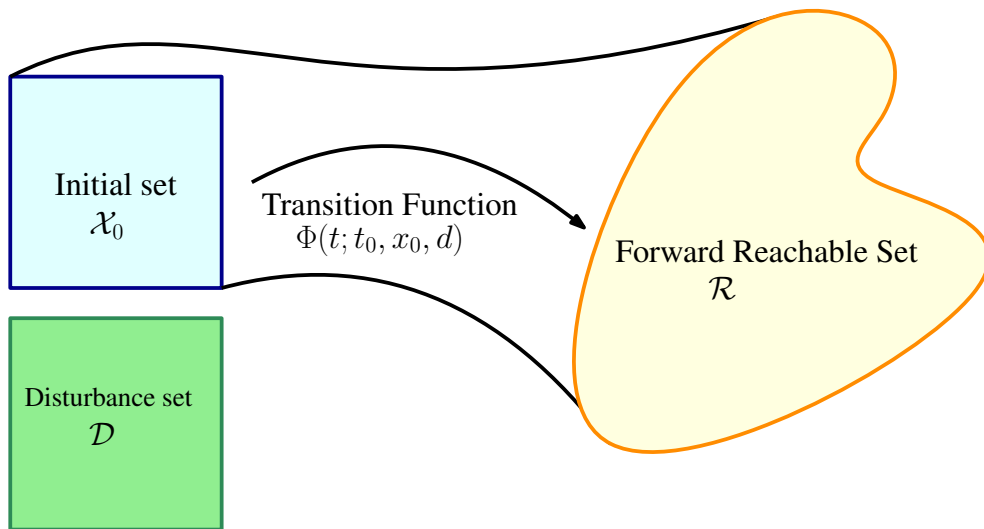 Initial set
𝒳₀
Transition Function
Φ(t; t₀, x₀, d)
Forward Reachable Set
ℛ
Disturbance set
𝒟